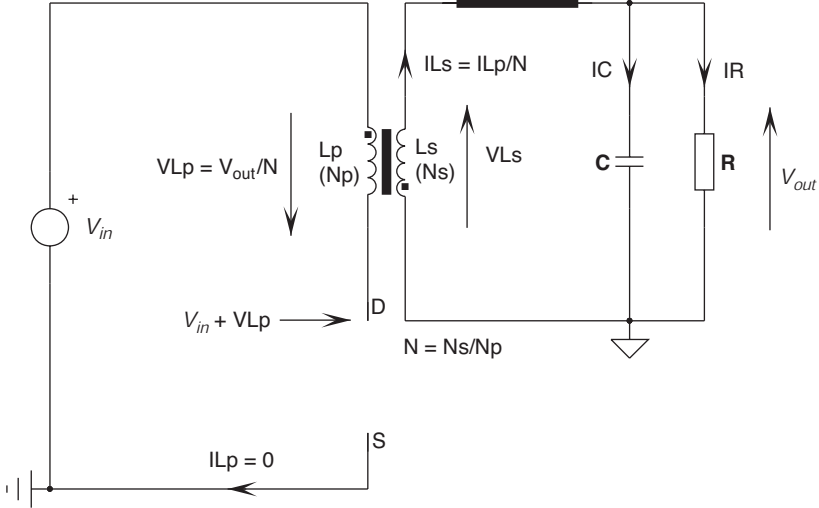 ILs = ILp/N
IC
IR
VLp = Vout/N
Lp
(Np)
Ls
(Ns)
VLs
C
R
Vout
+
Vin
Vin + VLp
D
N = Ns/Np
S
ILp = 0